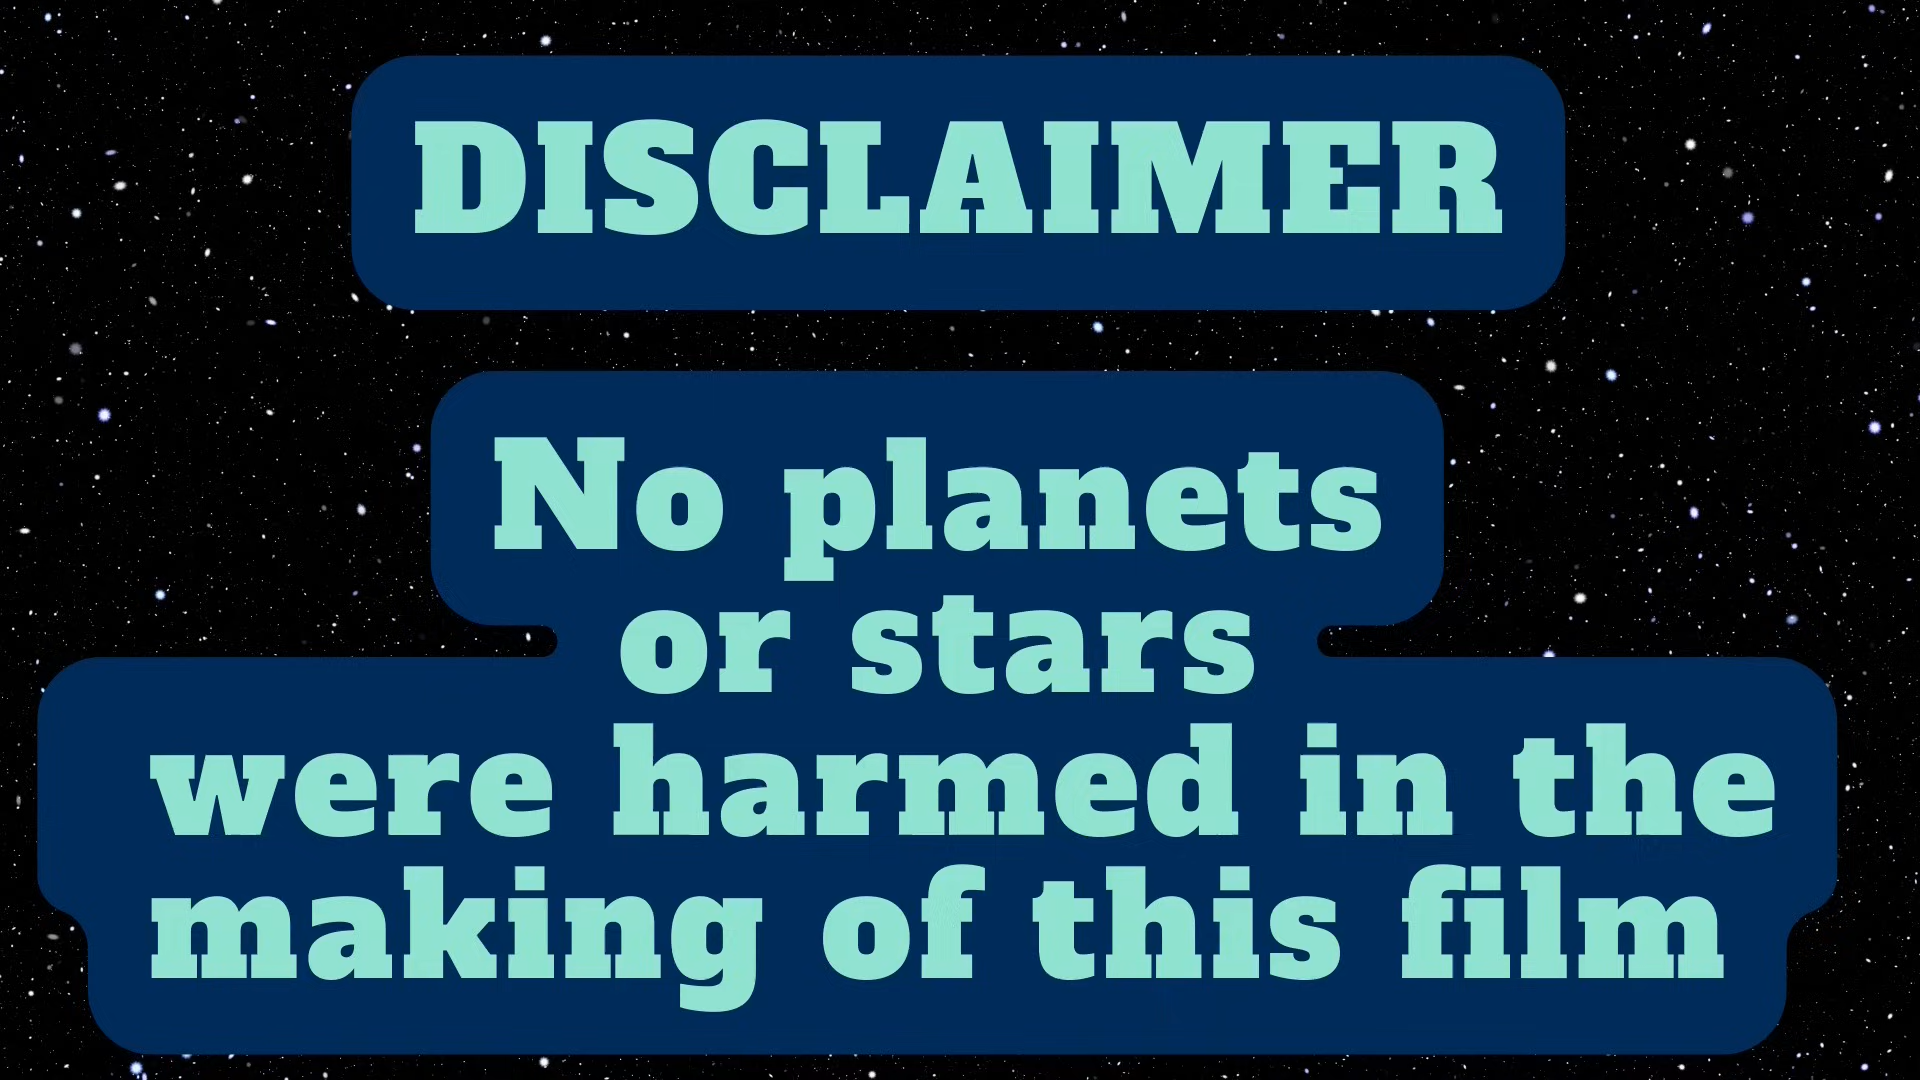 DISCLAIMER
No planets
or stars
were harmed in the
making of this film